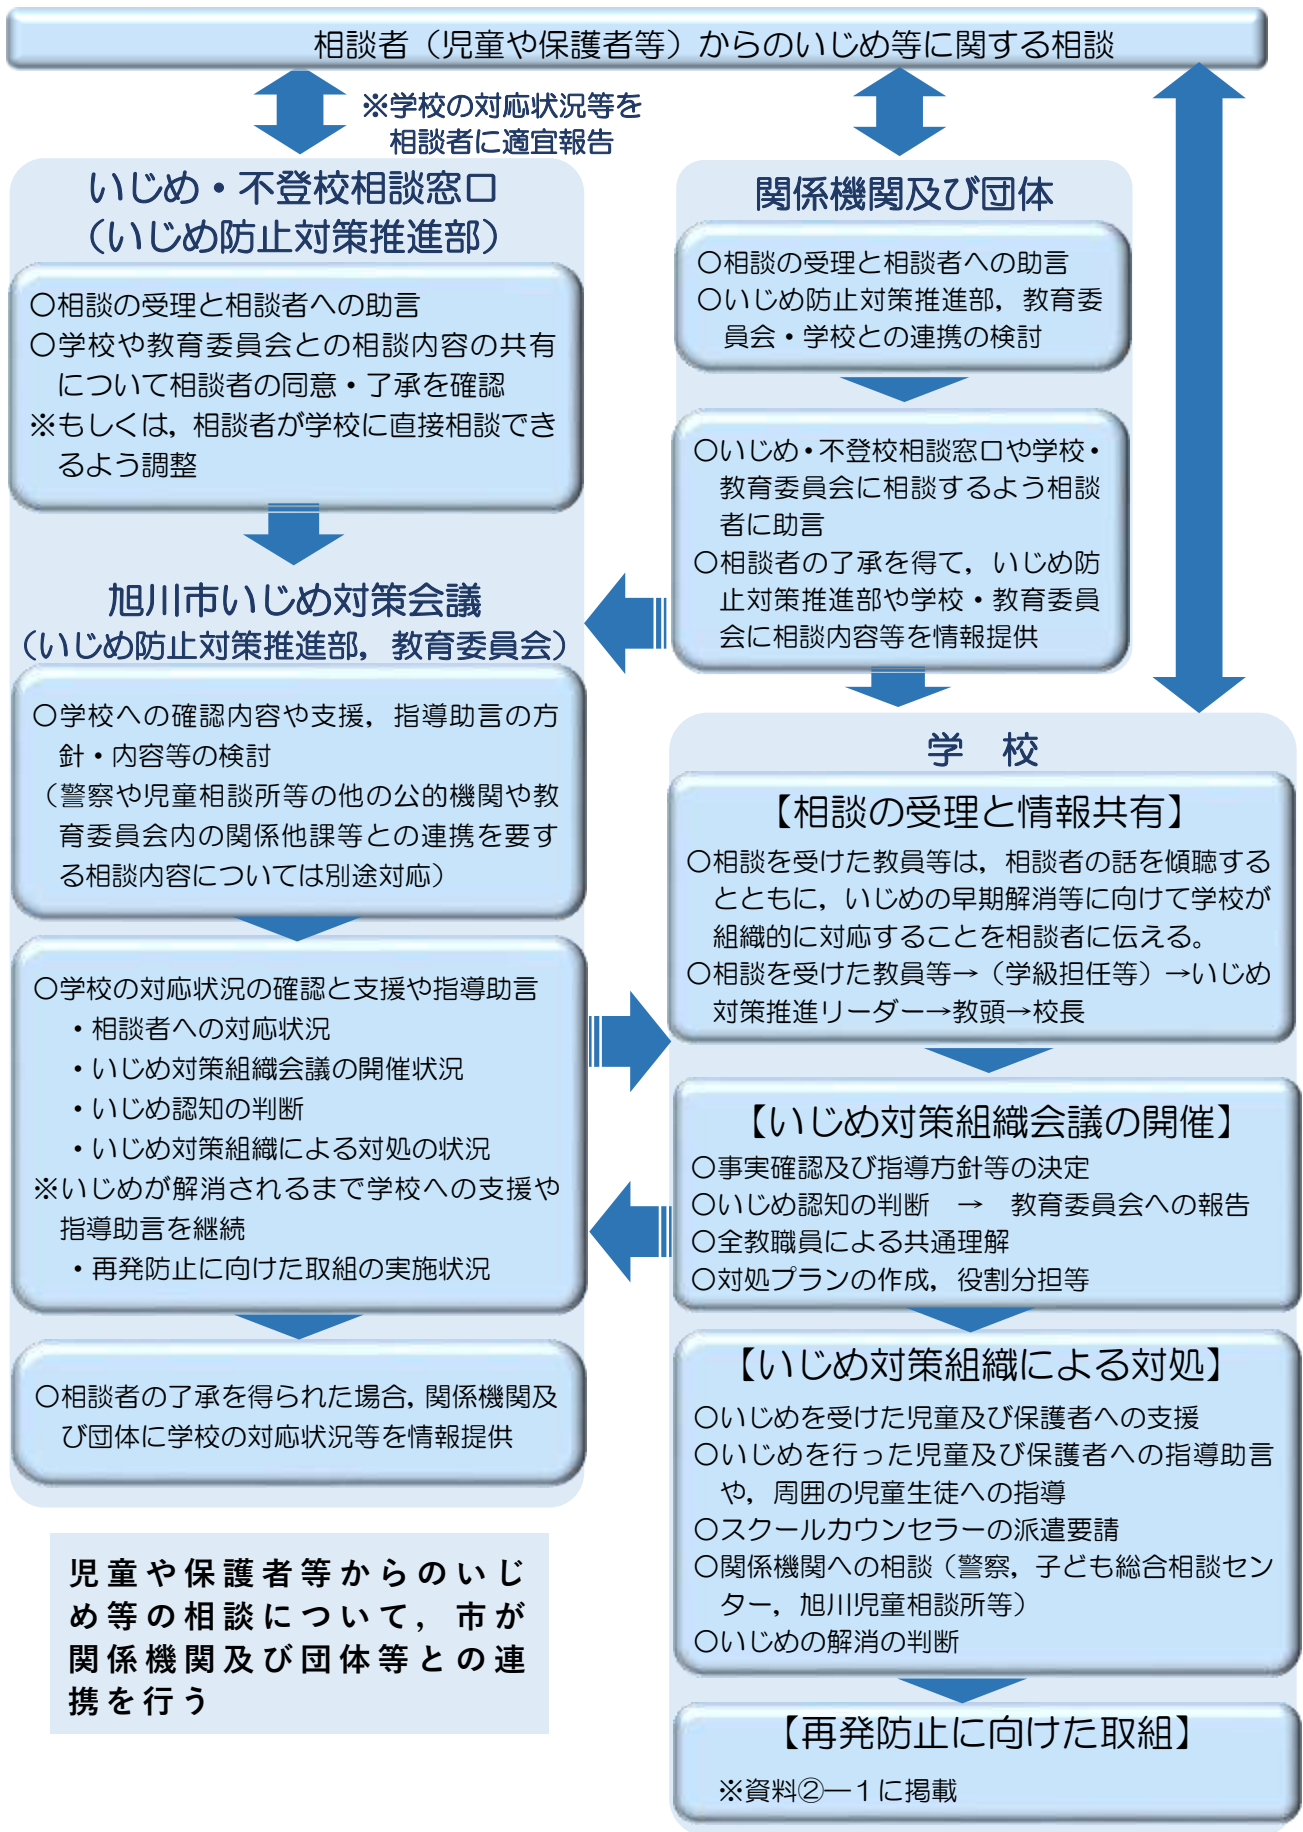 相談者（児童や保護者等）からのいじめ等に関する相談
※学校の対応状況等を
相談者に適宜報告
いじめ・不登校相談窓口
（いじめ防止対策推進部）
○相談の受理と相談者への助言
○学校や教育委員会との相談内容の共有
について相談者の同意・了承を確認
※もしくは，相談者が学校に直接相談でき
るよう調整
旭川市いじめ対策会議
（いじめ防止対策推進部，教育委員会）
○学校への確認内容や支援，指導助言の方
針・内容等の検討
（警察や児童相談所等の他の公的機関や教
育委員会内の関係他課等との連携を要す
る相談内容については別途対応）
○学校の対応状況の確認と支援や指導助言
・相談者への対応状況
・いじめ対策組織会議の開催状況
・いじめ認知の判断
・いじめ対策組織による対処の状況
※いじめが解消されるまで学校への支援や
指導助言を継続
・再発防止に向けた取組の実施状況
○相談者の了承を得られた場合，関係機関及
び団体に学校の対応状況等を情報提供
児童や保護者等からのいじ
め等の相談について，市が
関係機関及び団体等との連
携を行う
関係機関及び団体
○相談の受理と相談者への助言
○いじめ防止対策推進部，教育委
員会・学校との連携の検討
○いじめ・不登校相談窓口や学校・
教育委員会に相談するよう相談
者に助言
○相談者の了承を得て，いじめ防
止対策推進部や学校・教育委員
会に相談内容等を情報提供
学　校
【相談の受理と情報共有】
○相談を受けた教員等は，相談者の話を傾聴する
とともに，いじめの早期解消等に向けて学校が
組織的に対応することを相談者に伝える。
○相談を受けた教員等→（学級担任等）→いじめ
対策推進リーダー→教頭→校長
【いじめ対策組織会議の開催】
○事実確認及び指導方針等の決定
○いじめ認知の判断　→　教育委員会への報告
○全教職員による共通理解
○対処プランの作成，役割分担等
【いじめ対策組織による対処】
○いじめを受けた児童及び保護者への支援
○いじめを行った児童及び保護者への指導助言
や，周囲の児童生徒への指導
○スクールカウンセラーの派遣要請
○関係機関への相談（警察，子ども総合相談セン
ター，旭川児童相談所等）
○いじめの解消の判断
【再発防止に向けた取組】
※資料②―１に掲載